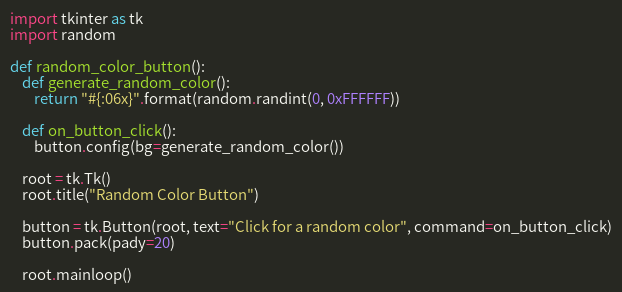 import tkinter as tk
import random

def random_color_button():
    def generate_random_color():
        return "#{:06x}".format(random.randint(0, 0xFFFFFF))

    def on_button_click():
        button.config(bg=generate_random_color())

    root = tk.Tk()
    root.title("Random Color Button")

    button = tk.Button(root, text="Click for a random color", command=on_button_click)
    button.pack(pady=20)

    root.mainloop()